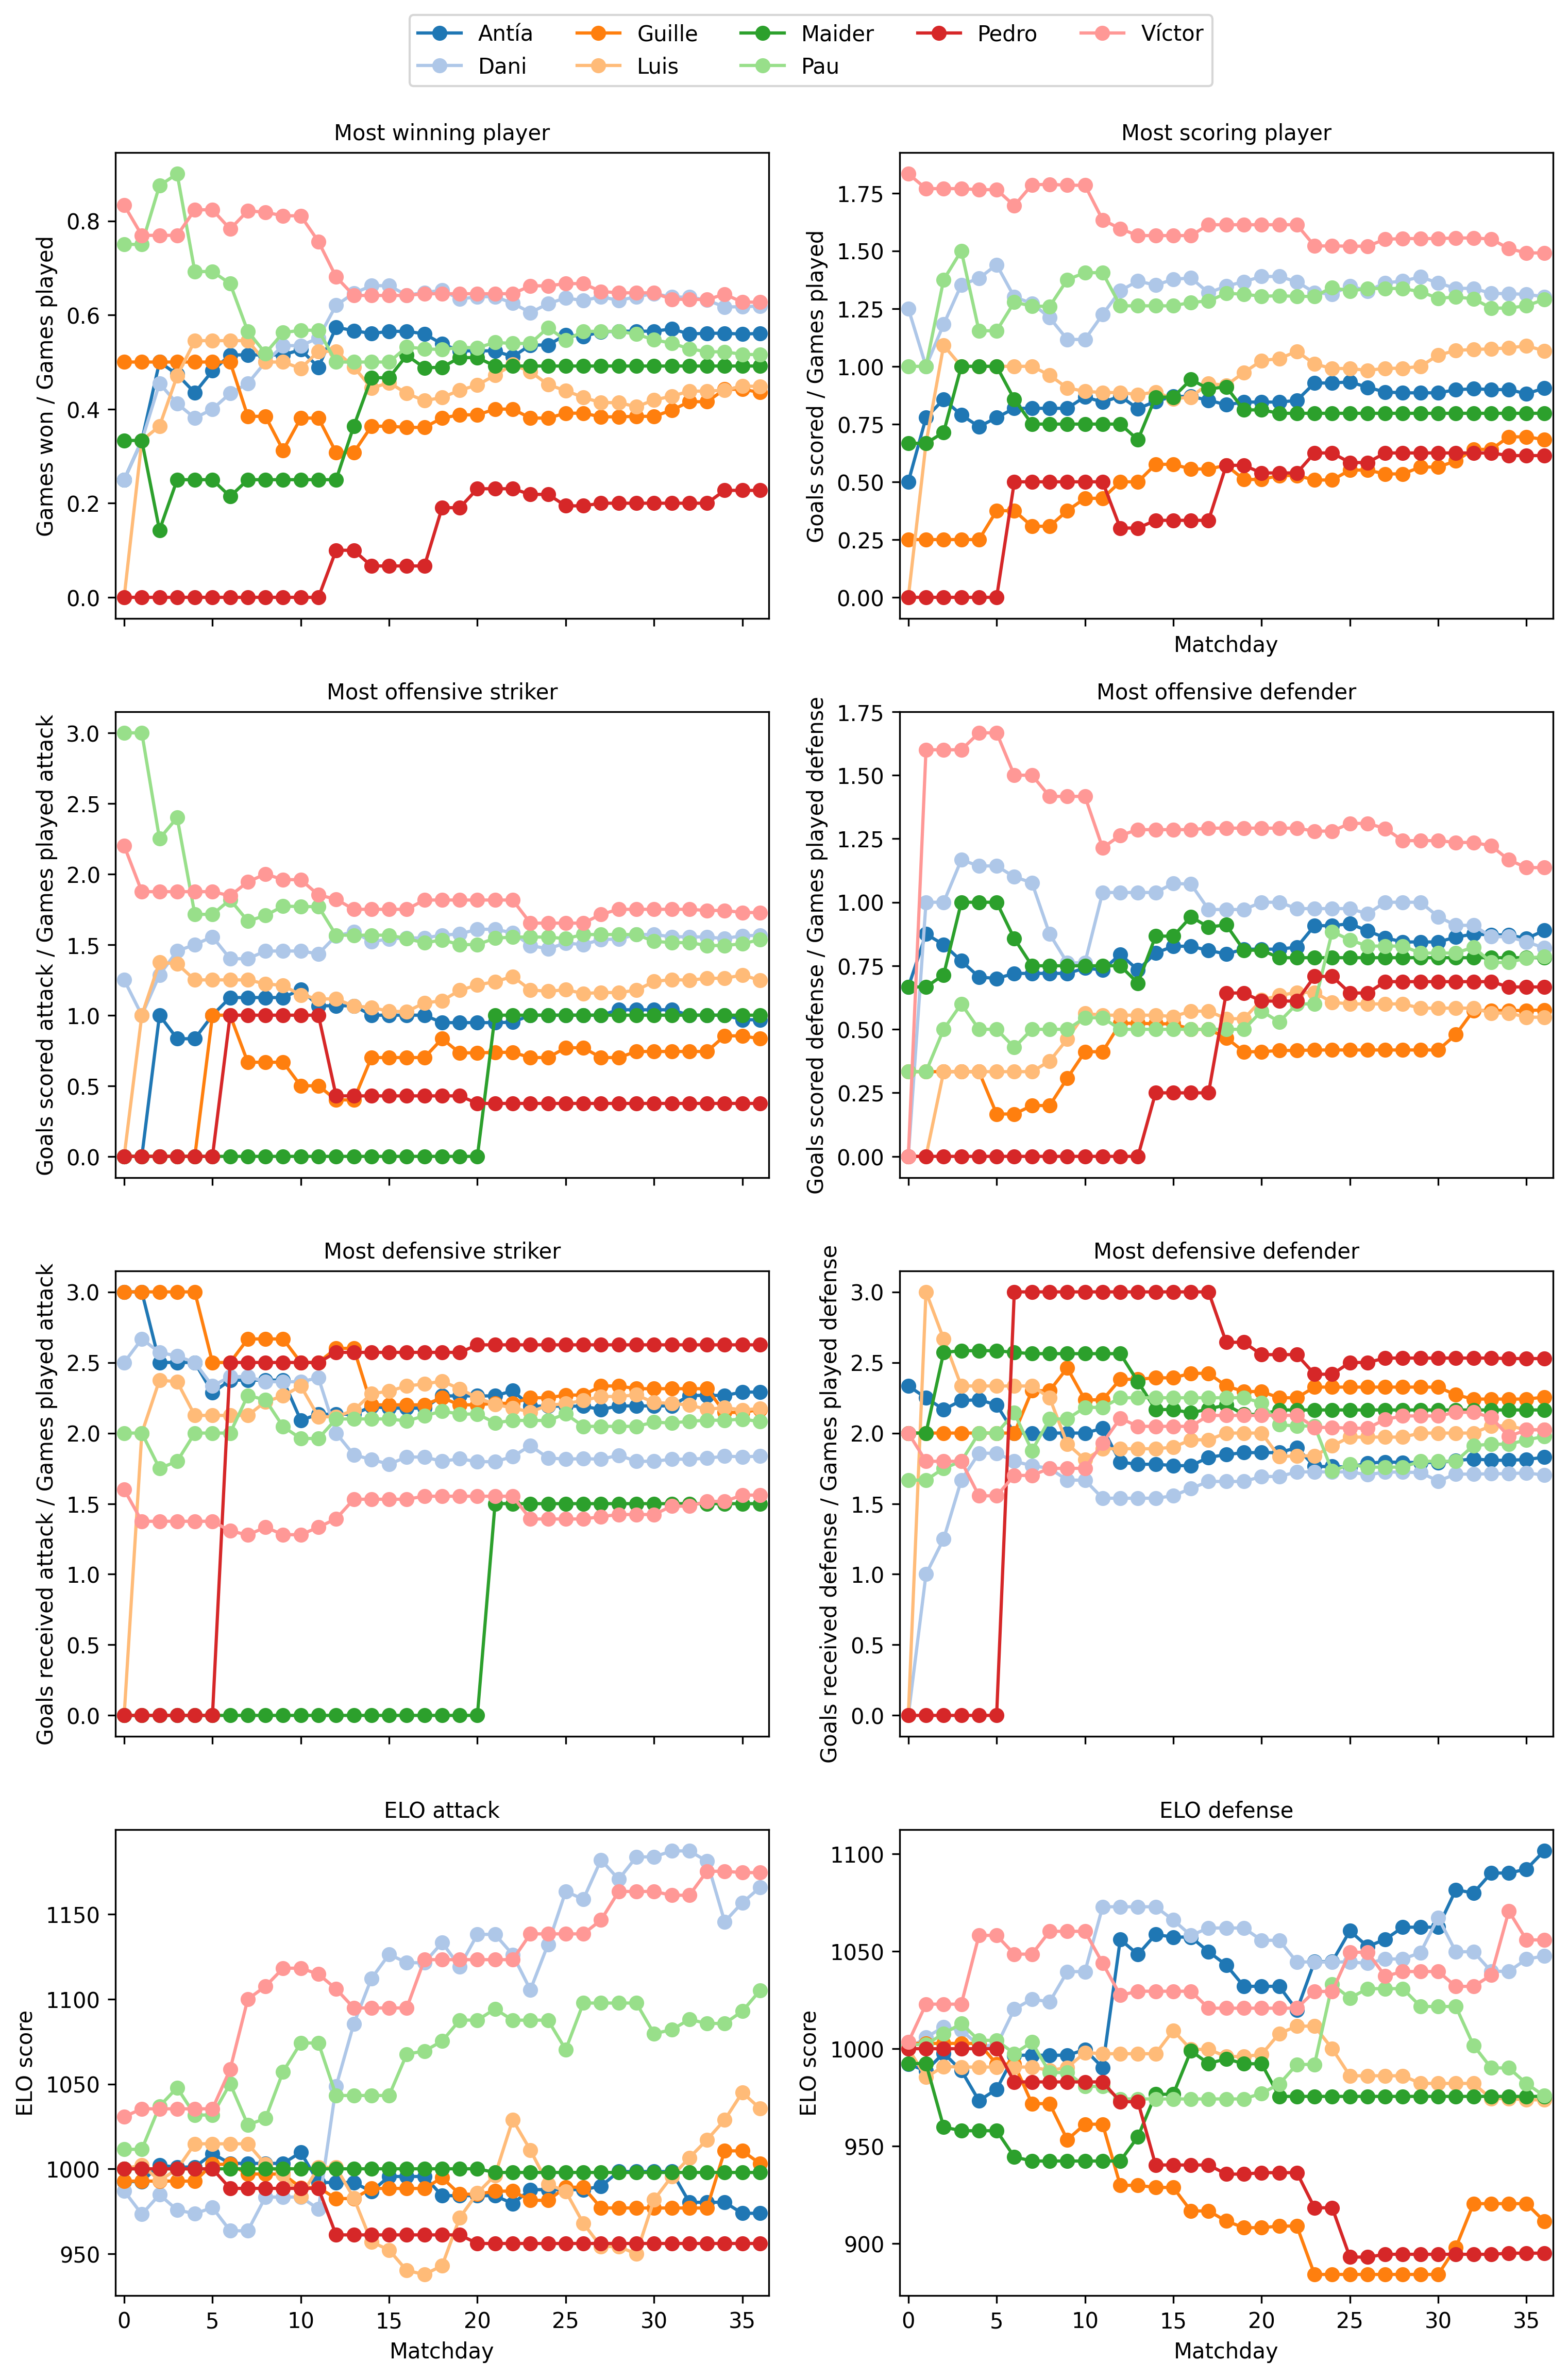 Antía Guille Maider Pedro Víctor
Dani Luis Pau
Most winning player
Games won / Games played
0.8
0.6
0.4
0.2
0.0
Most scoring player
Goals scored / Games played
1.75
1.50
1.25
1.00
0.75
0.50
0.25
0.00
Matchday
Most offensive striker
Goals scored attack / Games played attack
3.0
2.5
2.0
1.5
1.0
0.5
0.0
Most offensive defender
Goals scored defense / Games played defense
1.75
1.50
1.25
1.00
0.75
0.50
0.25
0.00
Most defensive striker
Goals received attack / Games played attack
3.0
2.5
2.0
1.5
1.0
0.5
0.0
Most defensive defender
Goals received defense / Games played defense
3.0
2.5
2.0
1.5
1.0
0.5
0.0
ELO attack
ELO score
1150
1100
1050
1000
950
0 5 10 15 20 25 30 35
Matchday
ELO defense
ELO score
1100
1050
1000
950
900
0 5 10 15 20 25 30 35
Matchday